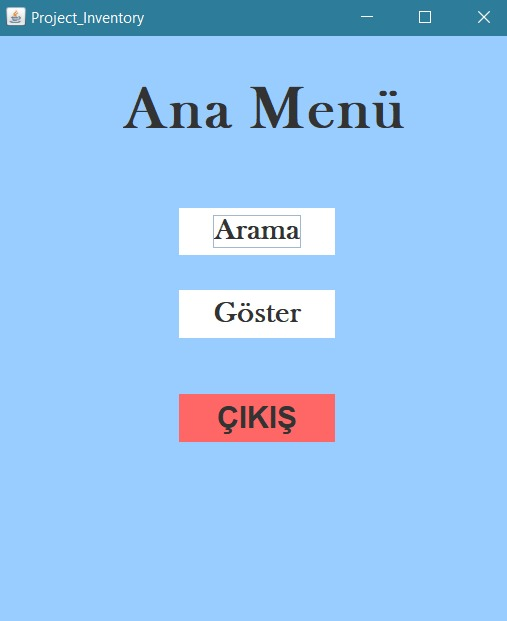 Project_Inventory
Ana Menü
Arama
Göster
ÇIKIŞ